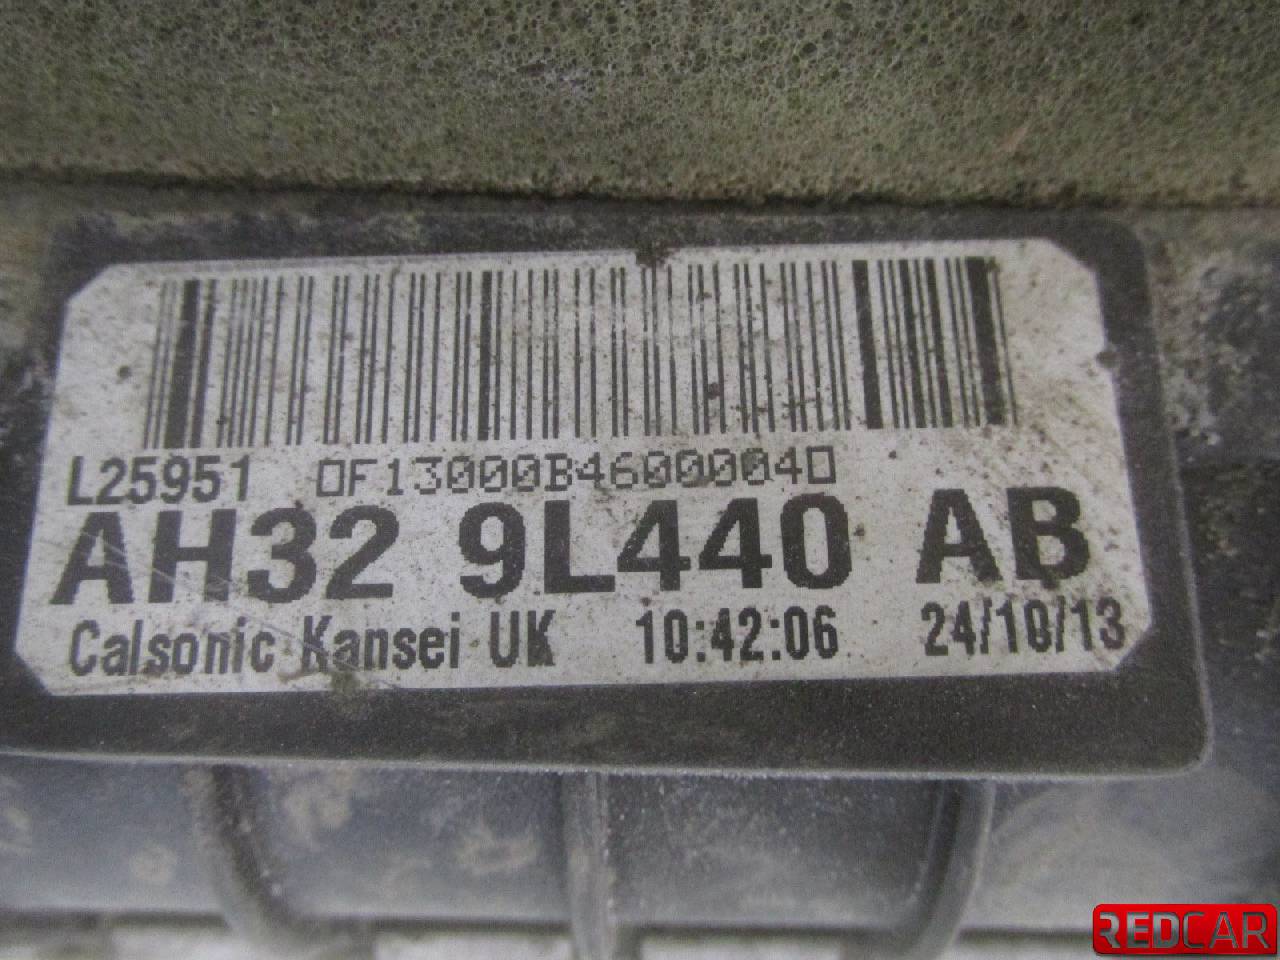 L25951 0F13000B46000040
AH32 9L440 AB
Calsonic Kansei UK 10:42:06 24/10/13
REDCAR